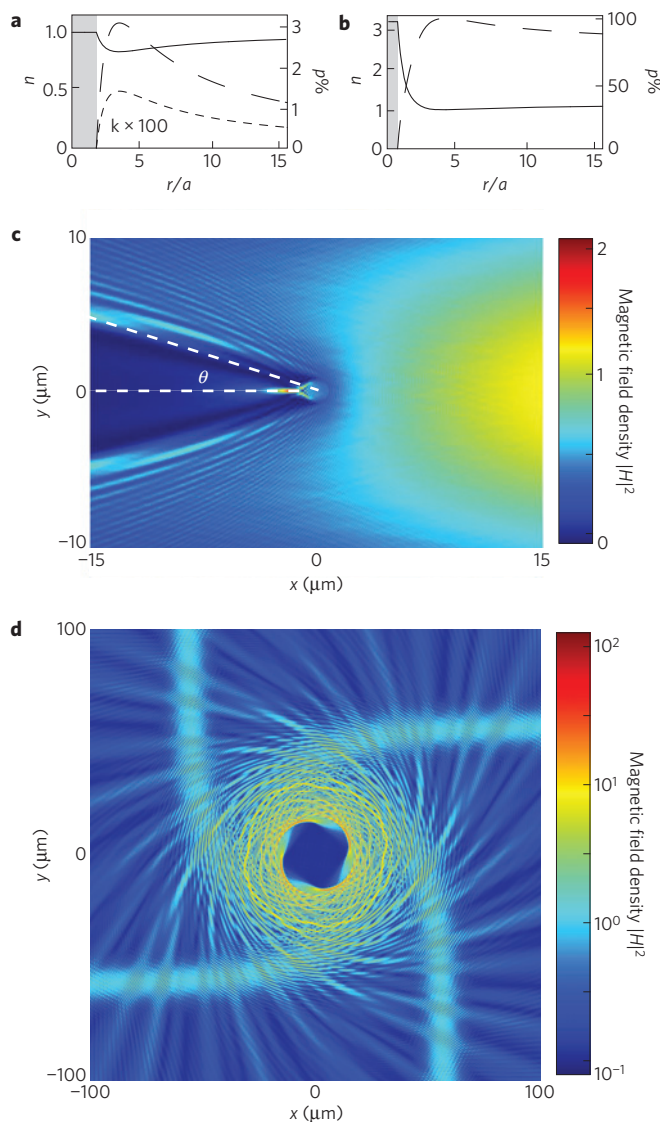 a
1.0
0.5
0
n
3
2
1
0
p%
k × 100
0 5 10 15
r/a
b
3
2
1
0
n
100
50
0
p%
0 5 10 15
r/a
c
10
0
−10
y (μm)
θ
−15 0 15
x (μm)
2
1
0
Magnetic field density |H|²
d
100
0
−100
y (μm)
−100 0 100
x (μm)
10²
10¹
10⁰
10⁻¹
Magnetic field density |H|²